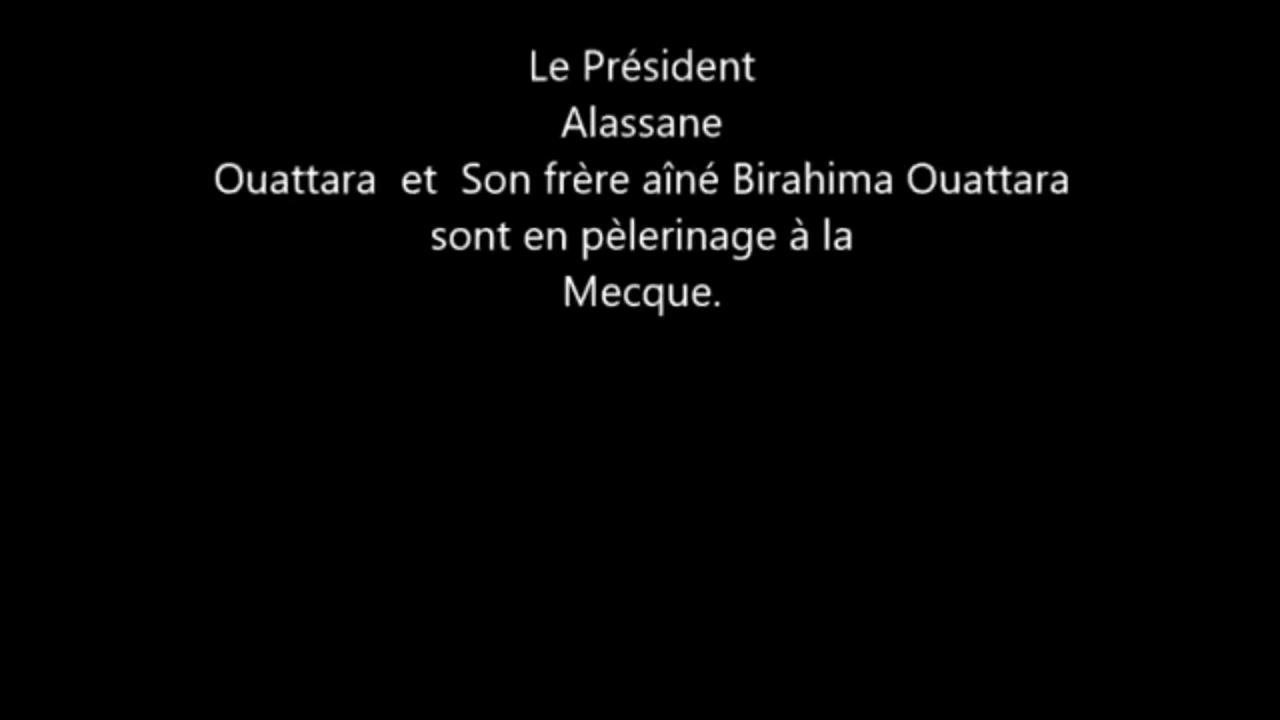 Le Président
Alassane
Ouattara  et  Son frère aîné Birahima Ouattara
sont en pèlerinage à la
Mecque.